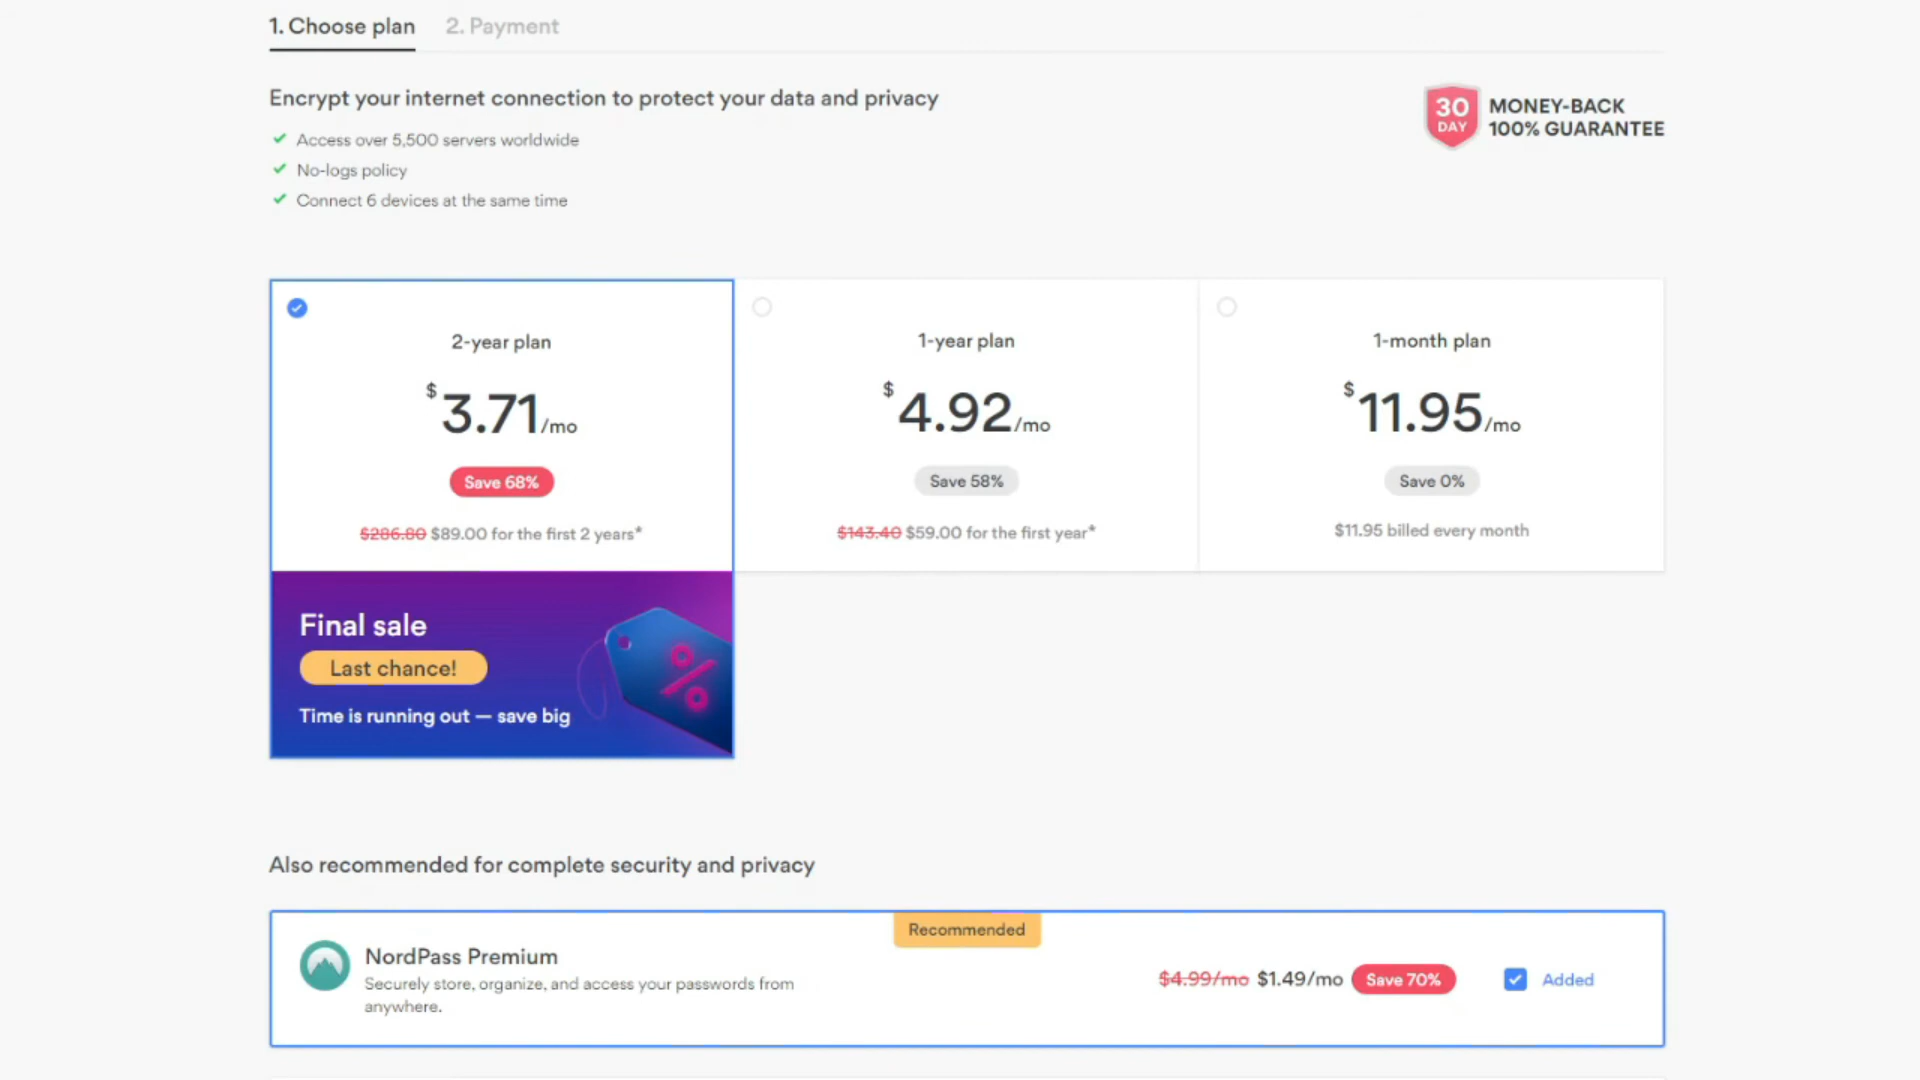 1. Choose plan
2. Payment
Encrypt your internet connection to protect your data and privacy
Access over 5,500 servers worldwide
No-logs policy
Connect 6 devices at the same time
30
DAY
MONEY-BACK
100% GUARANTEE
2-year plan
$3.71/mo
Save 68%
$286.80 $89.00 for the first 2 years*
1-year plan
$4.92/mo
Save 58%
$143.40 $59.00 for the first year*
1-month plan
$11.95/mo
Save 0%
$11.95 billed every month
Final sale
Last chance!
Time is running out — save big
%
Also recommended for complete security and privacy
Recommended
NordPass Premium
Securely store, organize, and access your passwords from
anywhere.
$4.99/mo $1.49/mo Save 70%
Added